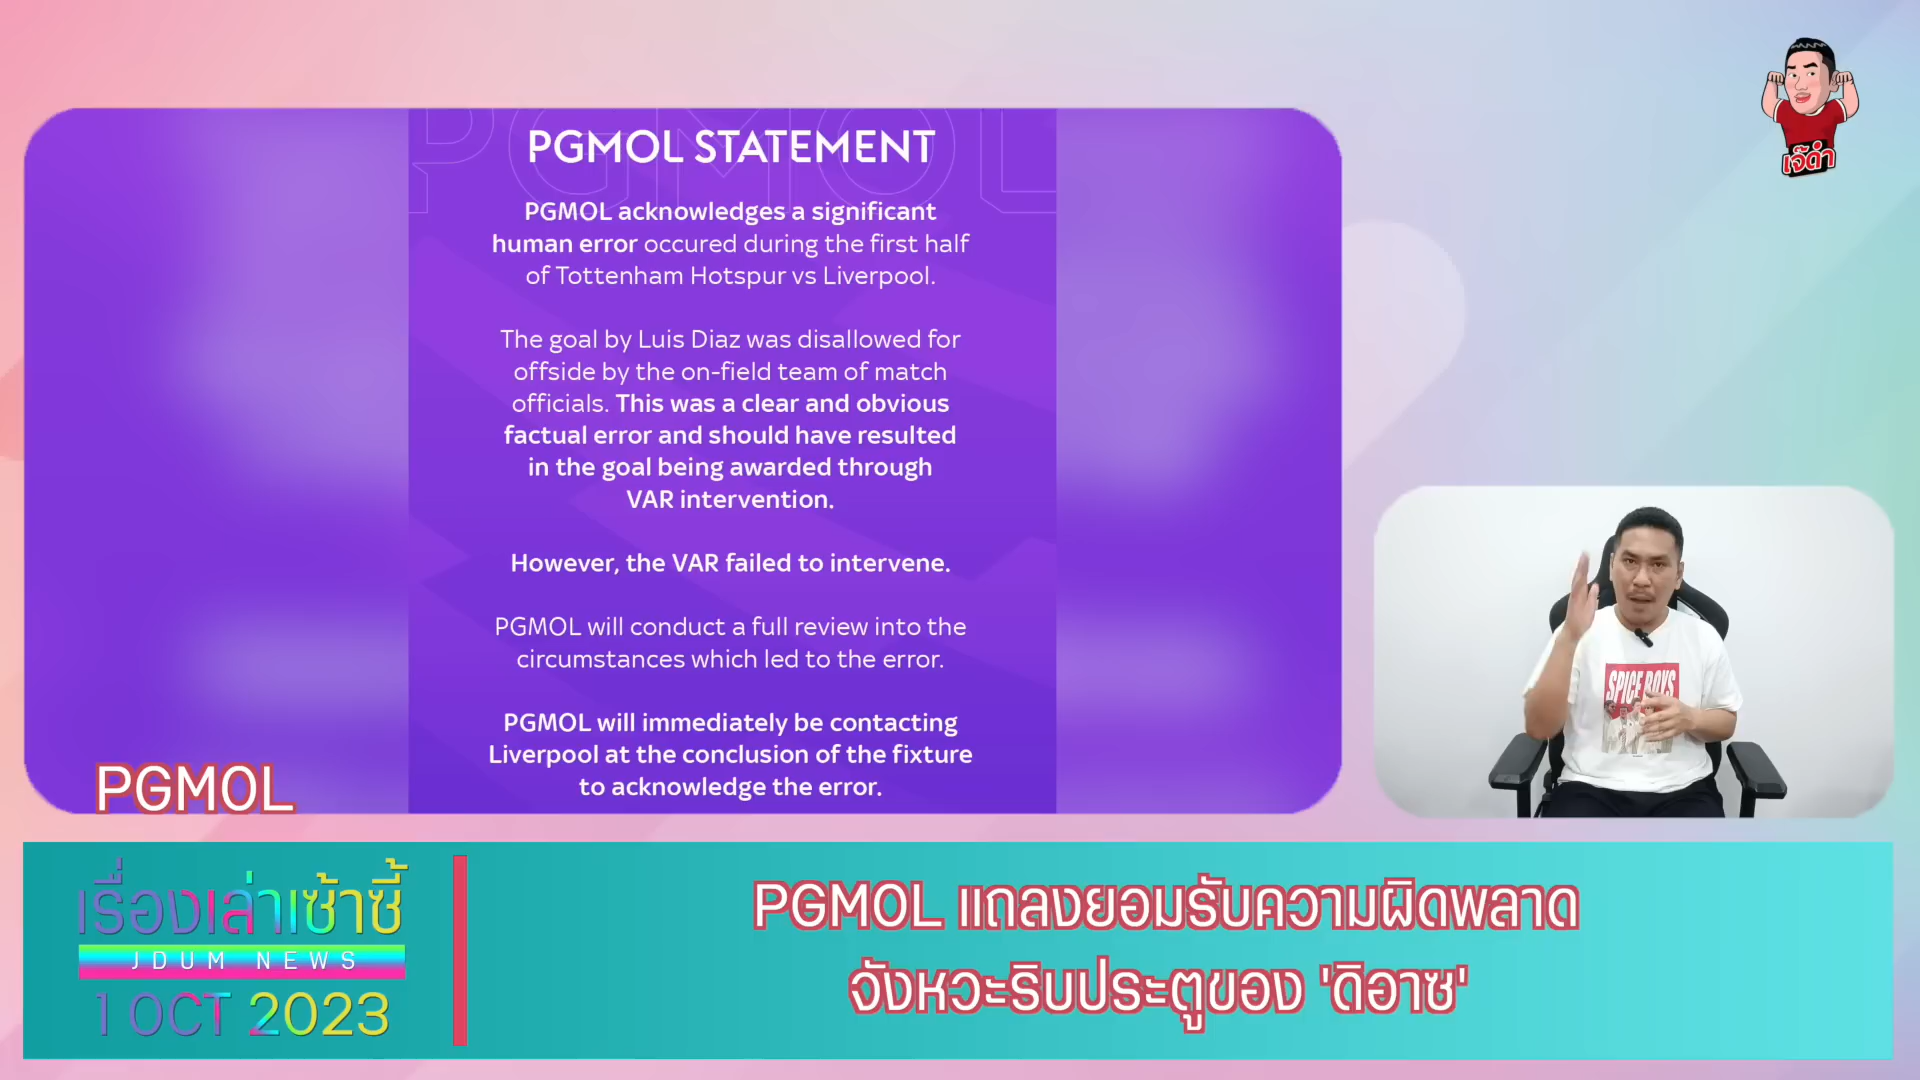 PGMOL STATEMENT
PGMOL acknowledges a significant
human error occured during the first half
of Tottenham Hotspur vs Liverpool.
The goal by Luis Diaz was disallowed for
offside by the on-field team of match
officials. This was a clear and obvious
factual error and should have resulted
in the goal being awarded through
VAR intervention.
However, the VAR failed to intervene.
PGMOL will conduct a full review into the
circumstances which led to the error.
PGMOL will immediately be contacting
Liverpool at the conclusion of the fixture
to acknowledge the error.
PGMOL
เจ๊ดำ
SPICE BOYS
เรื่องเล่าเช้าซี้
JDUM NEWS
1 OCT 2023
PGMOL แถลงยอมรับความผิดพลาด
จังหวะริบประตูของ 'ดิอาซ'